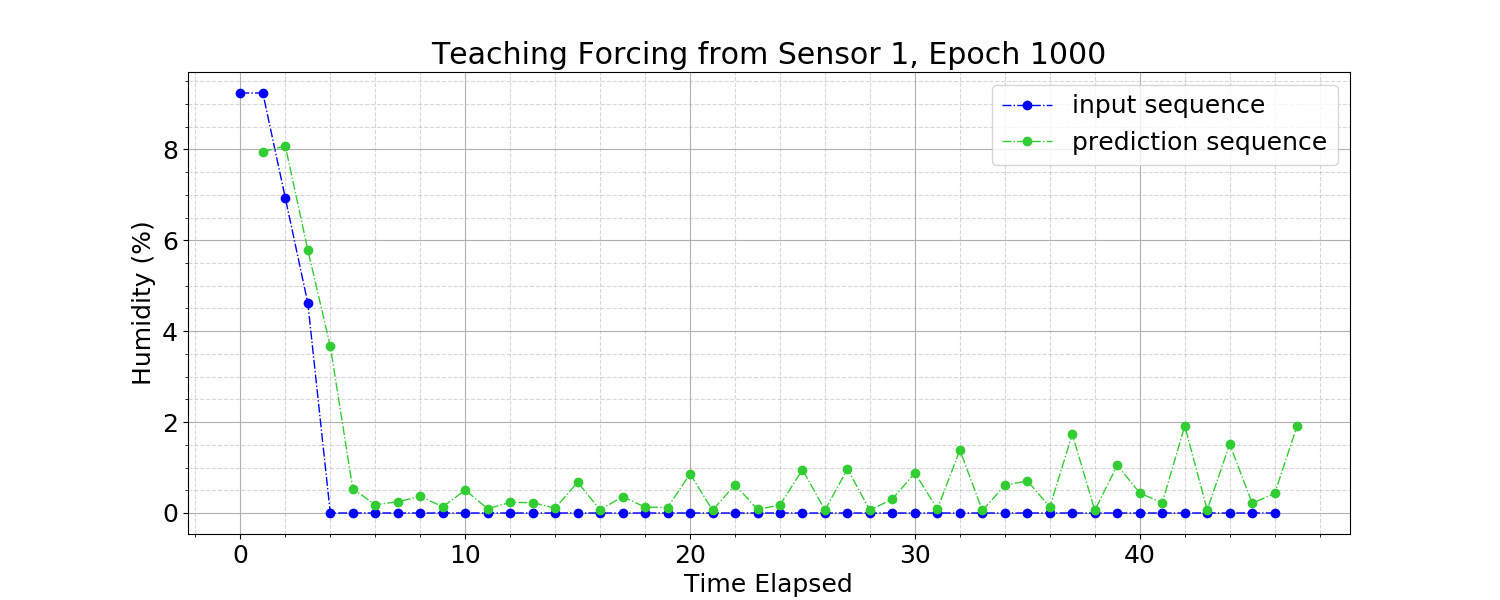 Teaching Forcing from Sensor 1, Epoch 1000
input sequence
prediction sequence
Humidity (%)
8
6
4
2
0
0 10 20 30 40
Time Elapsed